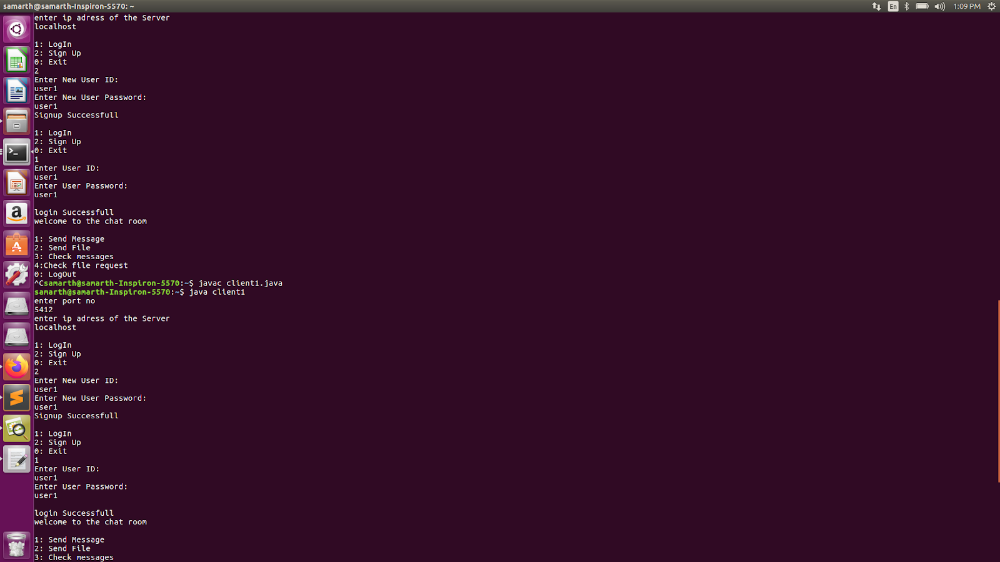 samarth@samarth-Inspiron-5570: ~
En
1:09 PM
enter ip adress of the Server
localhost
1: LogIn
2: Sign Up
0: Exit
2
Enter New User ID:
user1
Enter New User Password:
user1
Signup Successfull
1: LogIn
2: Sign Up
0: Exit
1
Enter User ID:
user1
Enter User Password:
user1
login Successfull
welcome to the chat room
1: Send Message
2: Send File
3: Check messages
4:Check file request
0: LogOut
^Csamarth@samarth-Inspiron-5570:~$ javac client1.java
samarth@samarth-Inspiron-5570:~$ java client1
enter port no
5412
enter ip adress of the Server
localhost
1: LogIn
2: Sign Up
0: Exit
2
Enter New User ID:
user1
Enter New User Password:
user1
Signup Successfull
1: LogIn
2: Sign Up
0: Exit
1
Enter User ID:
user1
Enter User Password:
user1
login Successfull
welcome to the chat room
1: Send Message
2: Send File
3: Check messages